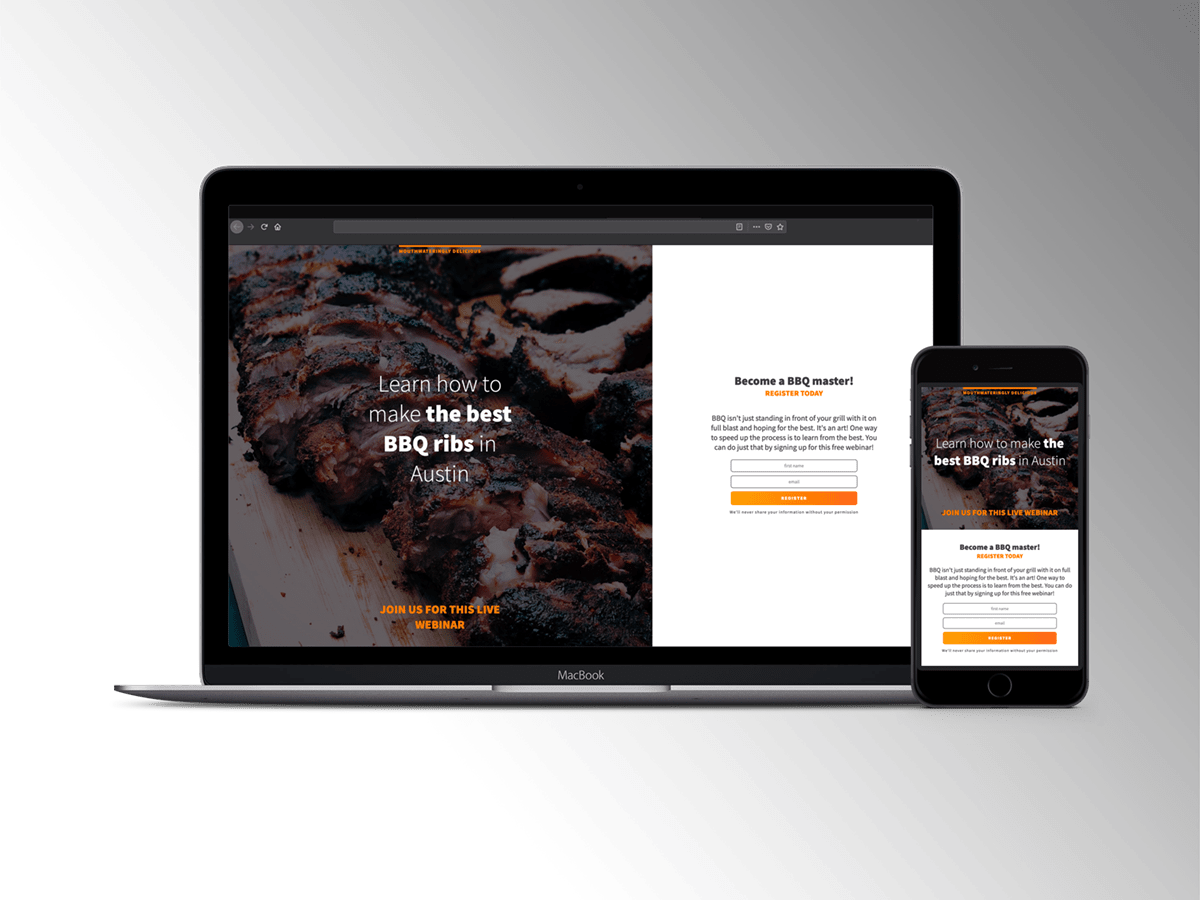 MOUTHWATERINGLY DELICIOUS
Learn how to
make the best
BBQ ribs in
Austin
JOIN US FOR THIS LIVE
WEBINAR
Become a BBQ master!
REGISTER TODAY
BBQ isn't just standing in front of your grill with it on
full blast and hoping for the best. It's an art! One way
to speed up the process is to learn from the best. You
can do just that by signing up for this free webinar!
first name
email
REGISTER
We'll never share your information without your permission
MacBook
MOUTHWATERINGLY DELICIOUS
Learn how to make the
best BBQ ribs in Austin
JOIN US FOR THIS LIVE WEBINAR
Become a BBQ master!
REGISTER TODAY
BBQ isn't just standing in front of your grill with it on full
blast and hoping for the best. It's an art! One way to
speed up the process is to learn from the best. You can do
just that by signing up for this free webinar!
first name
email
REGISTER
We'll never share your information without your permission